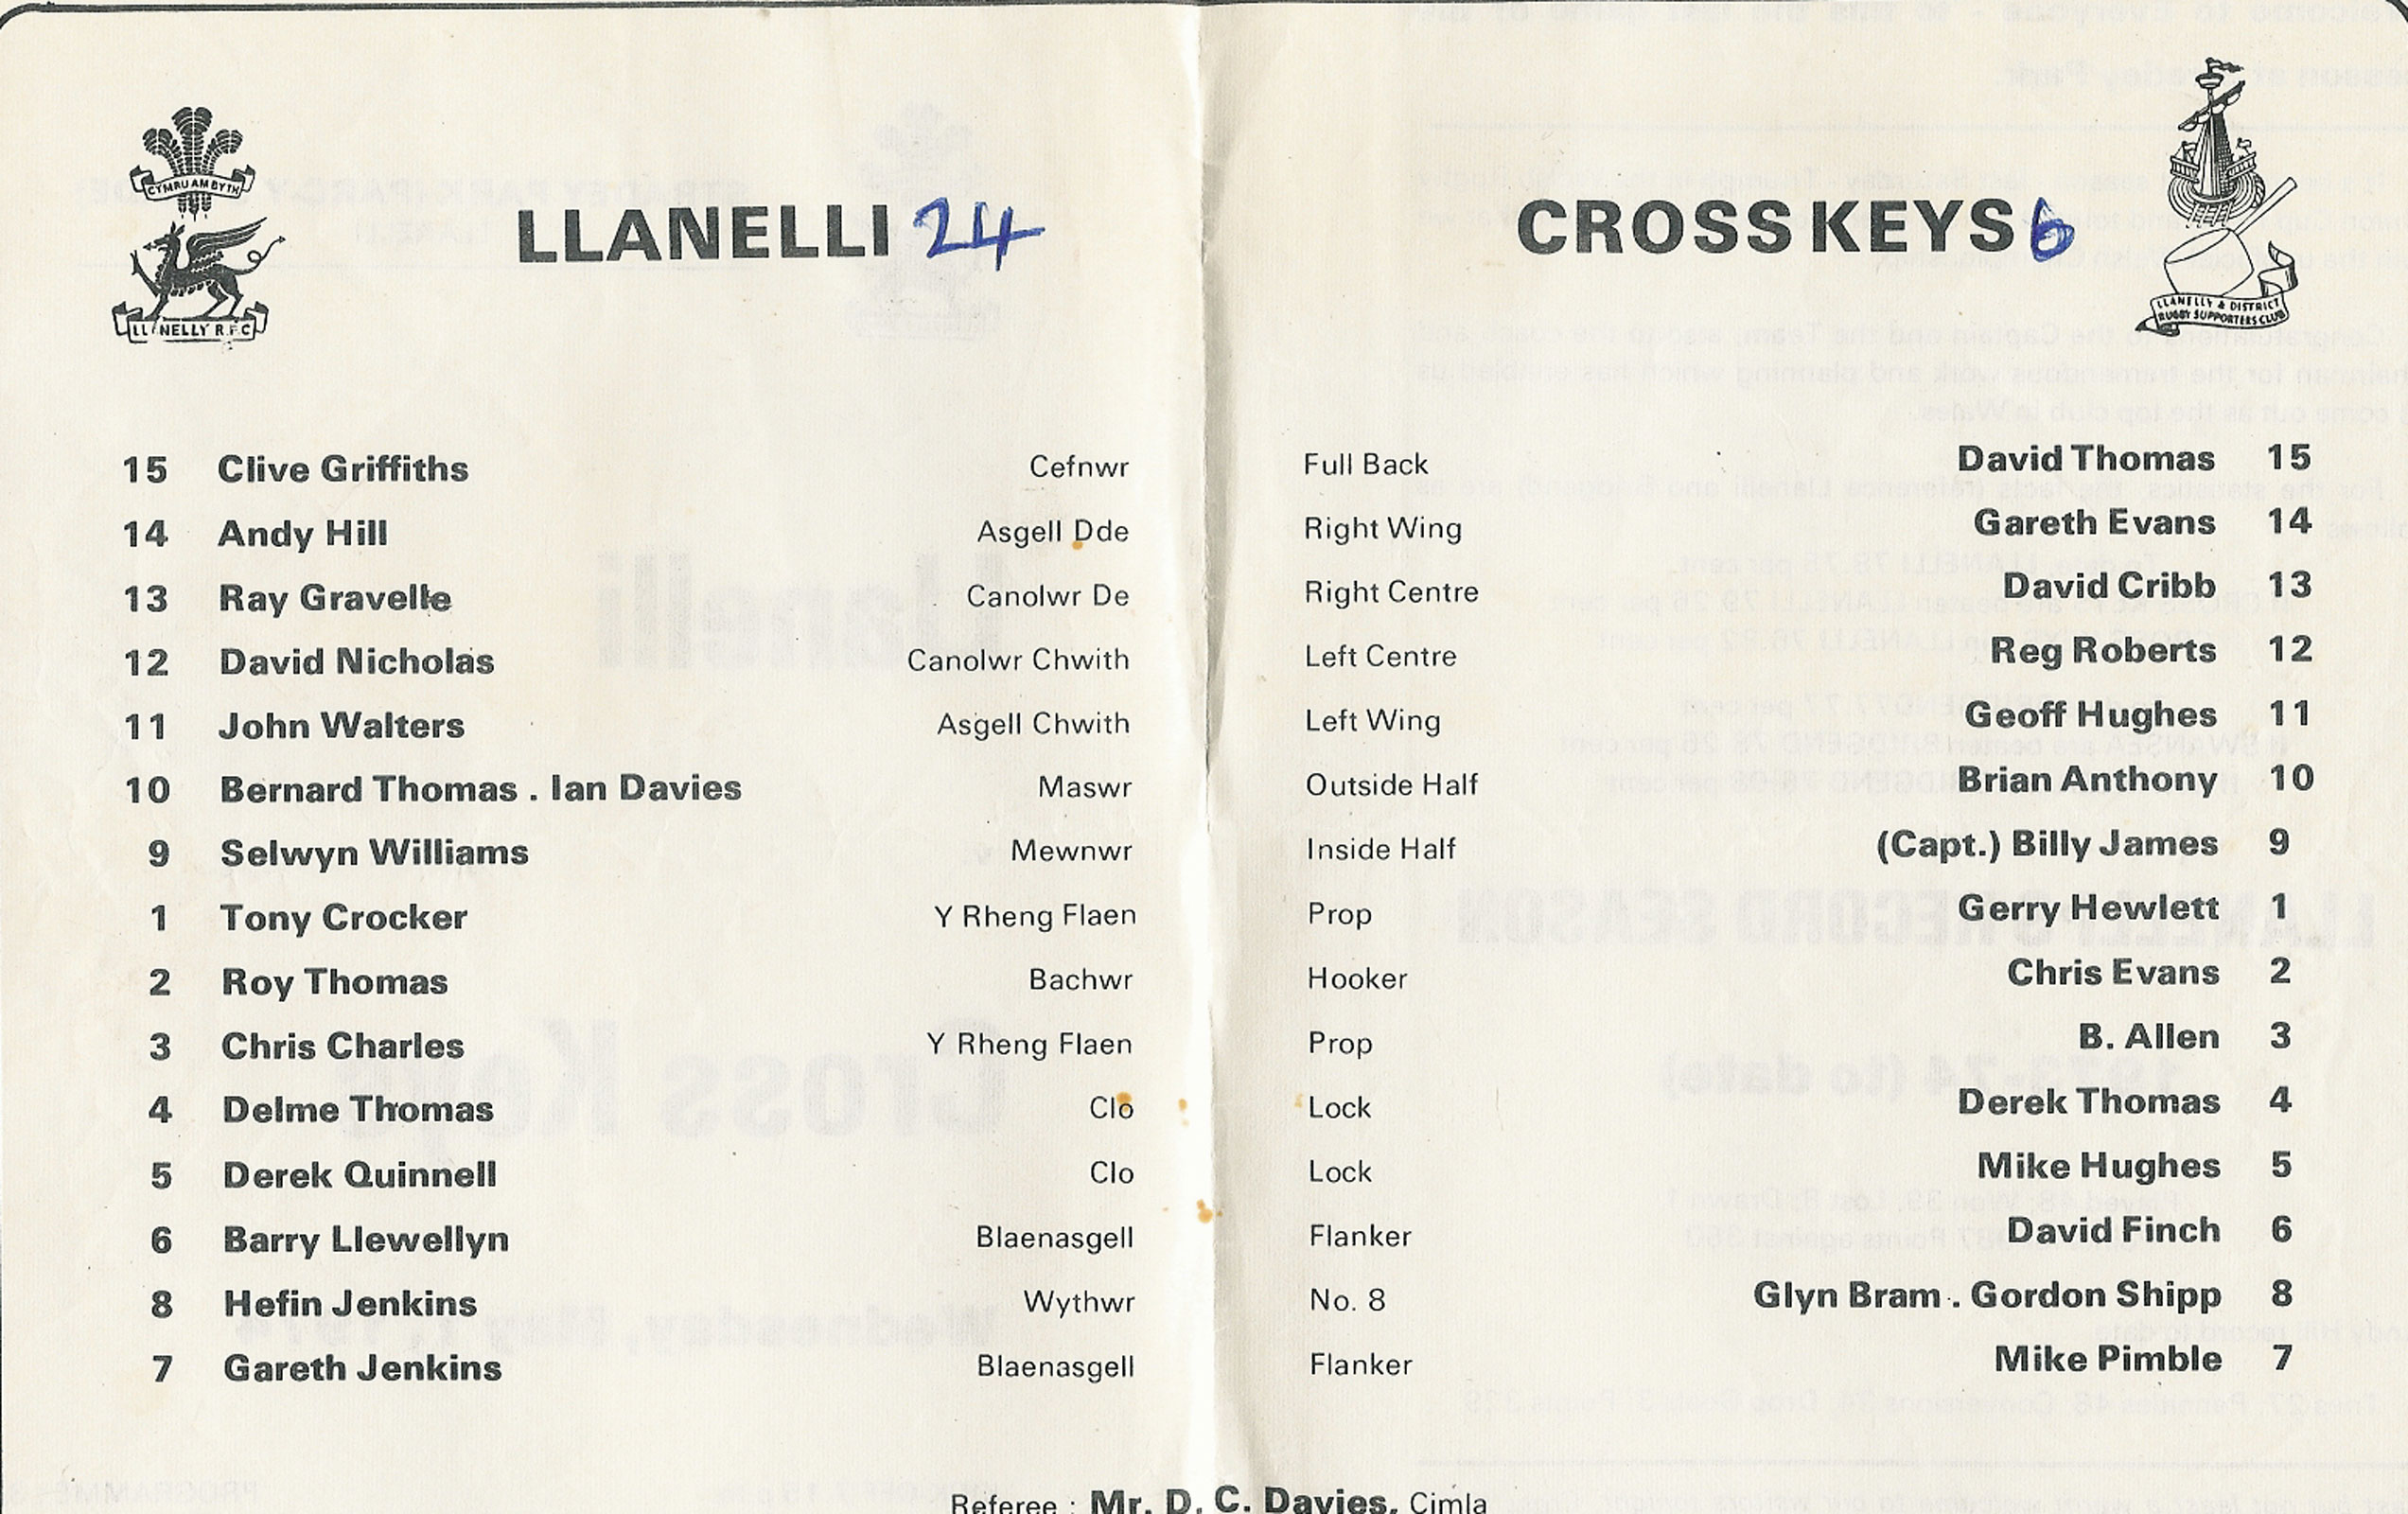 CYMRU AM BYTH
LLANELLY R.F.C
LLANELLI 24
CROSS KEYS 6
LLANELLY & DISTRICT
RUGBY SUPPORTERS CLUB
15 Clive Griffiths Cefnwr Full Back David Thomas 15
14 Andy Hill Asgell Dde Right Wing Gareth Evans 14
13 Ray Gravelle Canolwr De Right Centre David Cribb 13
12 David Nicholas Canolwr Chwith Left Centre Reg Roberts 12
11 John Walters Asgell Chwith Left Wing Geoff Hughes 11
10 Bernard Thomas . Ian Davies Maswr Outside Half Brian Anthony 10
9 Selwyn Williams Mewnwr Inside Half (Capt.) Billy James 9
1 Tony Crocker Y Rheng Flaen Prop Gerry Hewlett 1
2 Roy Thomas Bachwr Hooker Chris Evans 2
3 Chris Charles Y Rheng Flaen Prop B. Allen 3
4 Delme Thomas Clo Lock Derek Thomas 4
5 Derek Quinnell Clo Lock Mike Hughes 5
6 Barry Llewellyn Blaenasgell Flanker David Finch 6
8 Hefin Jenkins Wythwr No. 8 Glyn Bram . Gordon Shipp 8
7 Gareth Jenkins Blaenasgell Flanker Mike Pimble 7
Referee : Mr. D. C. Davies, Cimla